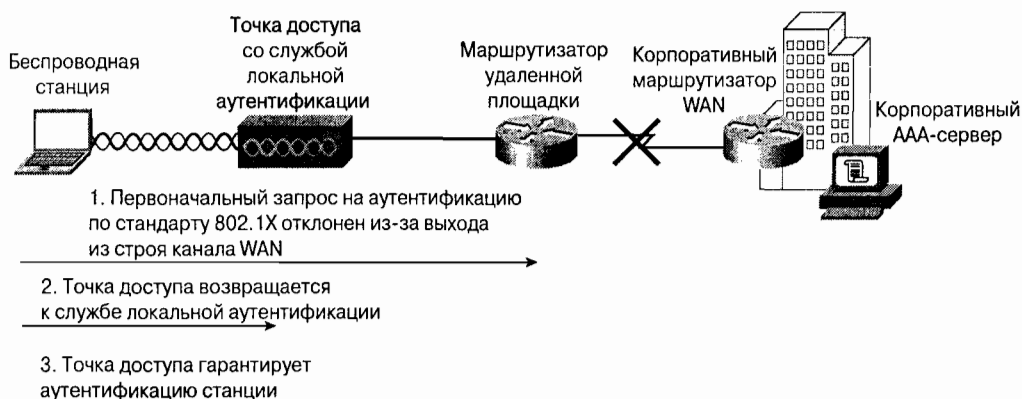 Беспроводная
станция
Точка доступа
со службой
локальной
аутентификации
Маршрутизатор
удаленной
площадки
Корпоративный
маршрутизатор
WAN
Корпоративный
ААА-сервер
1. Первоначальный запрос на аутентификацию
по стандарту 802.1X отклонен из-за выхода
из строя канала WAN
2. Точка доступа возвращается
к службе локальной аутентификации
3. Точка доступа гарантирует
аутентификацию станции